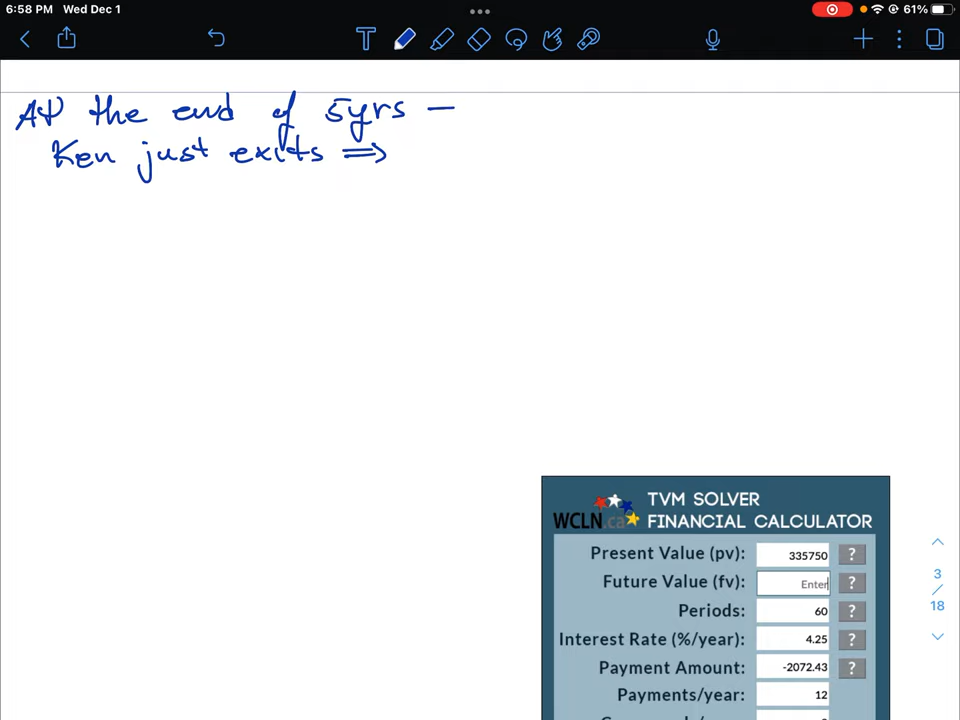 6:58 PM Wed Dec 1
61%
At the end of 5yrs —
Ken just exits ⇒
TVM SOLVER
WCLN.ca FINANCIAL CALCULATOR
Present Value (pv): 335750 ?
Future Value (fv): Enter ?
Periods: 60 ?
Interest Rate (%/year): 4.25 ?
Payment Amount: -2072.43 ?
Payments/year: 12
3
/
18